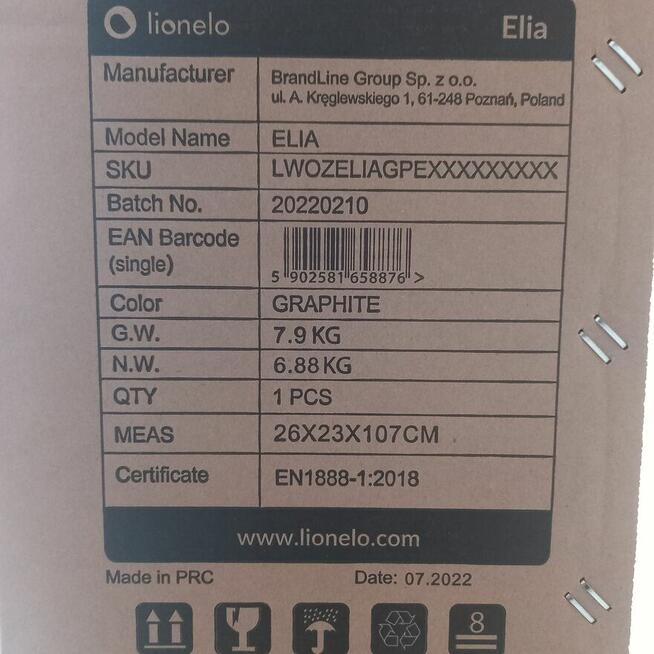 lionelo Elia
Manufacturer BrandLine Group Sp. z o.o.
ul. A. Kręglewskiego 1, 61-248 Poznań, Poland
Model Name ELIA
SKU LWOZELIAGPEXXXXXXXXXX
Batch No. 20220210
EAN Barcode
(single)
5 902581 658876 >
Color GRAPHITE
G.W. 7.9 KG
N.W. 6.88 KG
QTY 1 PCS
MEAS 26X23X107CM
Certificate EN1888-1:2018
www.lionelo.com
Made in PRC Date: 07.2022
8